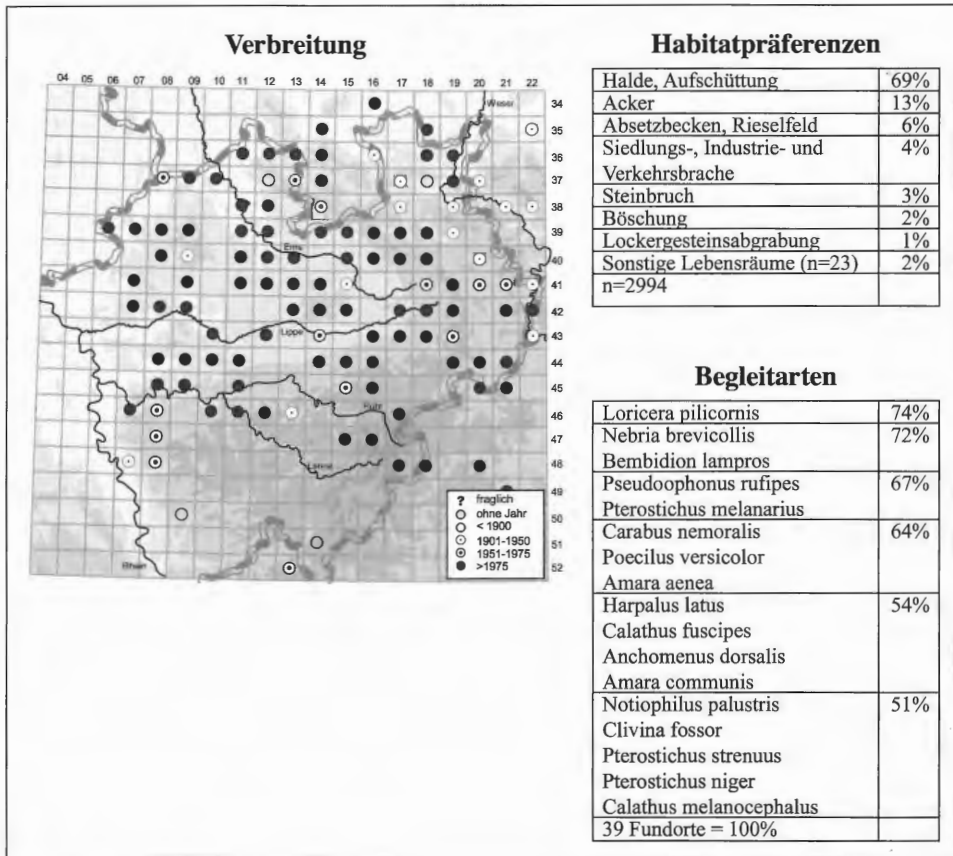 Verbreitung
04 05 06 07 08 09 10 11 12 13 14 15 16 17 18 19 20 21 22
34
35
36
37
38
39
40
41
42
43
44
45
46
47
48
49
50
51
52
Weser
Ems
Lippe
Ruhr
Lenne
Rhein
? fraglich
ohne Jahr
< 1900
1901-1950
1951-1975
>1975
Habitatpräferenzen
Halde, Aufschüttung 69%
Acker 13%
Absetzbecken, Rieselfeld 6%
Siedlungs-, Industrie- und 4%
Verkehrsbrache
Steinbruch 3%
Böschung 2%
Lockergesteinsabgrabung 1%
Sonstige Lebensräume (n=23) 2%
n=2994
Begleitarten
Loricera pilicornis 74%
Nebria brevicollis 72%
Bembidion lampros
Pseudoophonus rufipes 67%
Pterostichus melanarius
Carabus nemoralis 64%
Poecilus versicolor
Amara aenea
Harpalus latus 54%
Calathus fuscipes
Anchomenus dorsalis
Amara communis
Notiophilus palustris 51%
Clivina fossor
Pterostichus strenuus
Pterostichus niger
Calathus melanocephalus
39 Fundorte = 100%